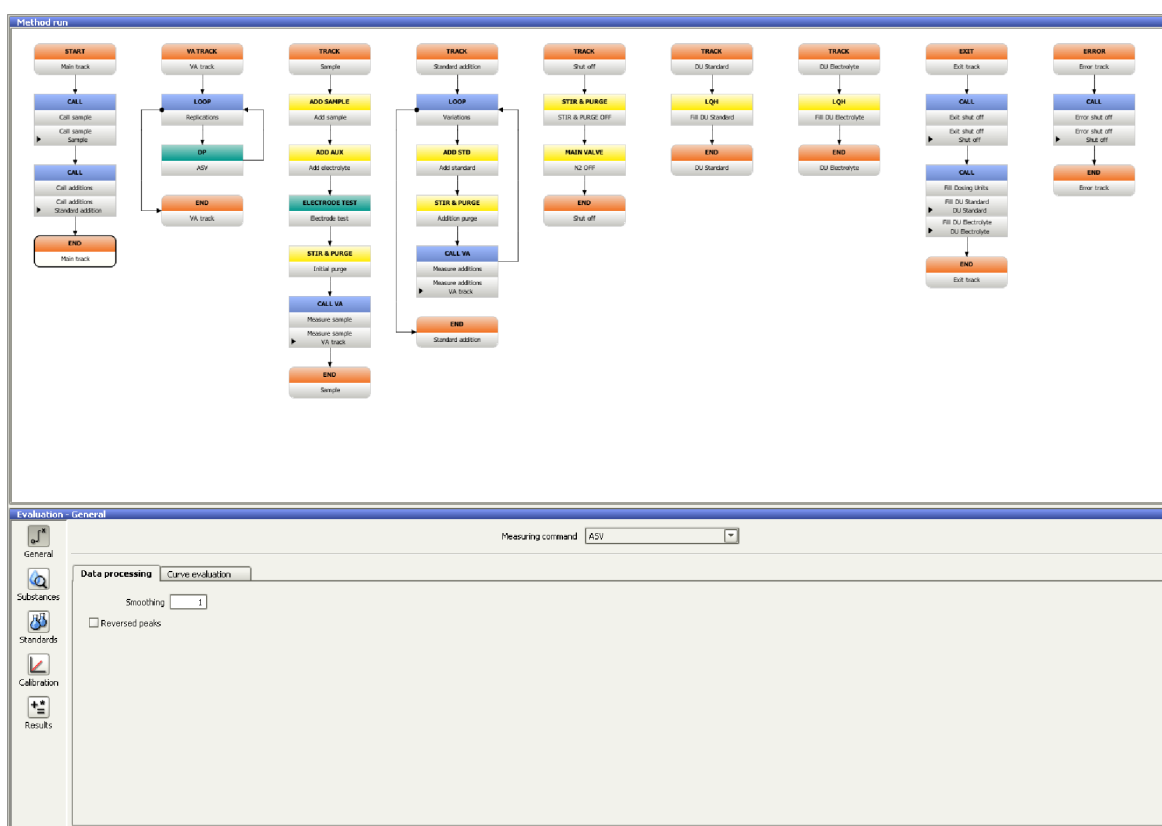 Method run
START
Main track
CALL
Call sample
Call sample
Sample
CALL
Call additions
Call additions
Standard addition
END
Main track
VA TRACK
VA track
LOOP
Replications
DP
ASV
END
VA track
TRACK
Sample
ADD SAMPLE
Add sample
ADD AUX
Add electrolyte
ELECTRODE TEST
Electrode test
STIR & PURGE
Initial purge
CALL VA
Measure sample
Measure sample
VA track
END
Sample
TRACK
Standard addition
LOOP
Variations
ADD STD
Add standard
STIR & PURGE
Addition purge
CALL VA
Measure additions
Measure additions
VA track
END
Standard addition
TRACK
Shut off
STIR & PURGE
STIR & PURGE OFF
MAIN VALVE
N2 OFF
END
Shut off
TRACK
DU Standard
LQH
Fill DU Standard
END
DU Standard
TRACK
DU Electrolyte
LQH
Fill DU Electrolyte
END
DU Electrolyte
EXIT
Exit track
CALL
Exit shut off
Exit shut off
Shut off
CALL
Fill Dosing Units
Fill DU Standard
DU Standard
Fill DU Electrolyte
DU Electrolyte
END
Exit track
ERROR
Error track
CALL
Error shut off
Error shut off
Shut off
END
Error track
Evaluation - General
General
Substances
Standards
Calibration
Results
Measuring command ASV
Data processing Curve evaluation
Smoothing 1
Reversed peaks